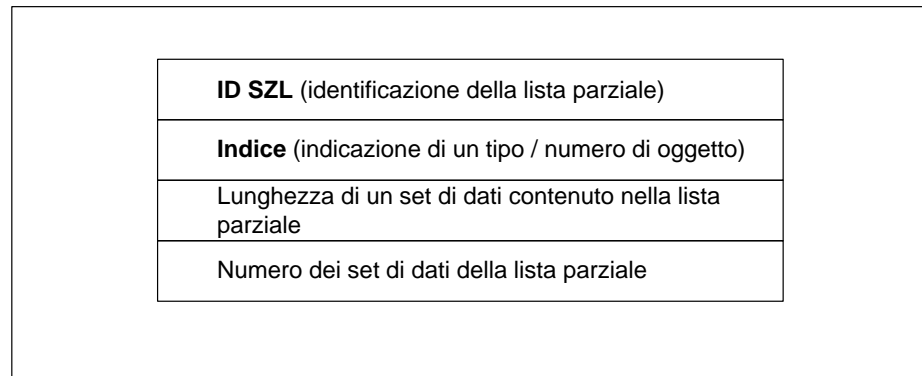 ID SZL (identificazione della lista parziale)
Indice (indicazione di un tipo / numero di oggetto)
Lunghezza di un set di dati contenuto nella lista
parziale
Numero dei set di dati della lista parziale